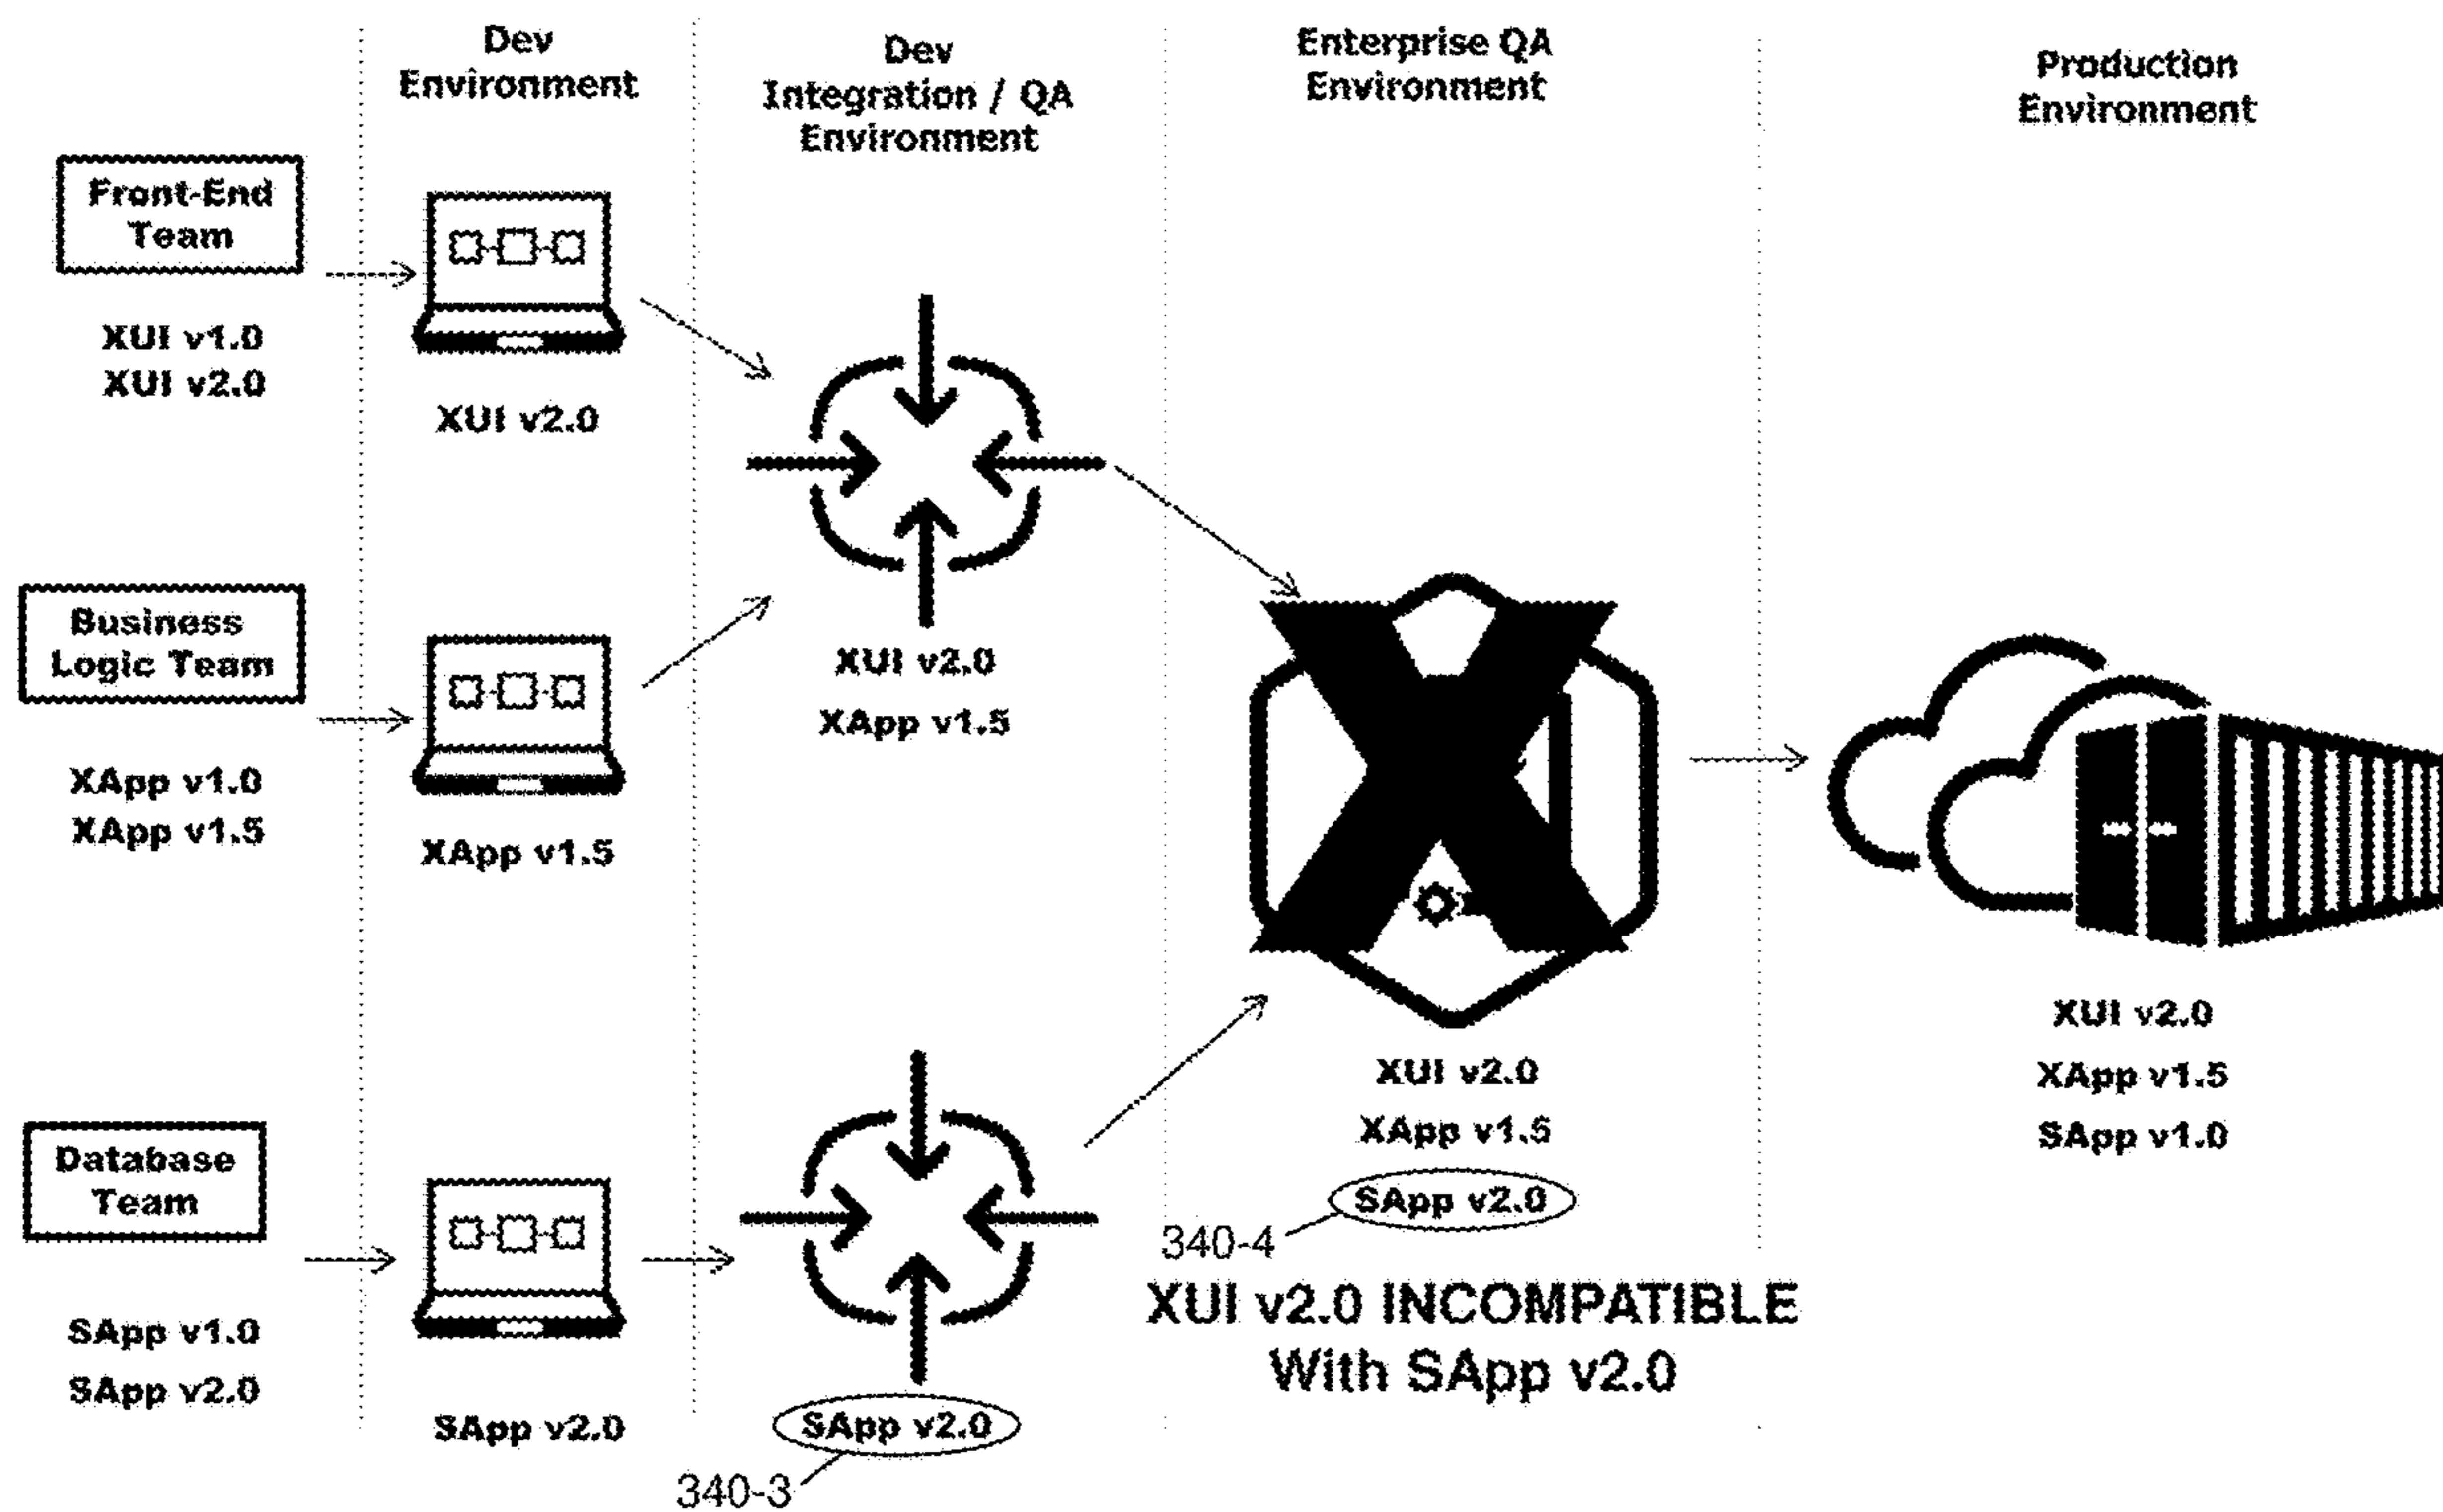 Dev
Environment
Dev
Integration / QA
Environment
Enterprise QA
Environment
Production
Environment
Front-End
Team
XUI v1.0
XUI v2.0
XUI v2.0
Business
Logic Team
XApp v1.0
XApp v1.5
XApp v1.5
XUI v2.0
XApp v1.5
Database
Team
SApp v1.0
SApp v2.0
SApp v2.0
SApp v2.0
340-3
XUI v2.0
XApp v1.5
SApp v2.0
340-4
XUI v2.0 INCOMPATIBLE
With SApp v2.0
XUI v2.0
XApp v1.5
SApp v1.0